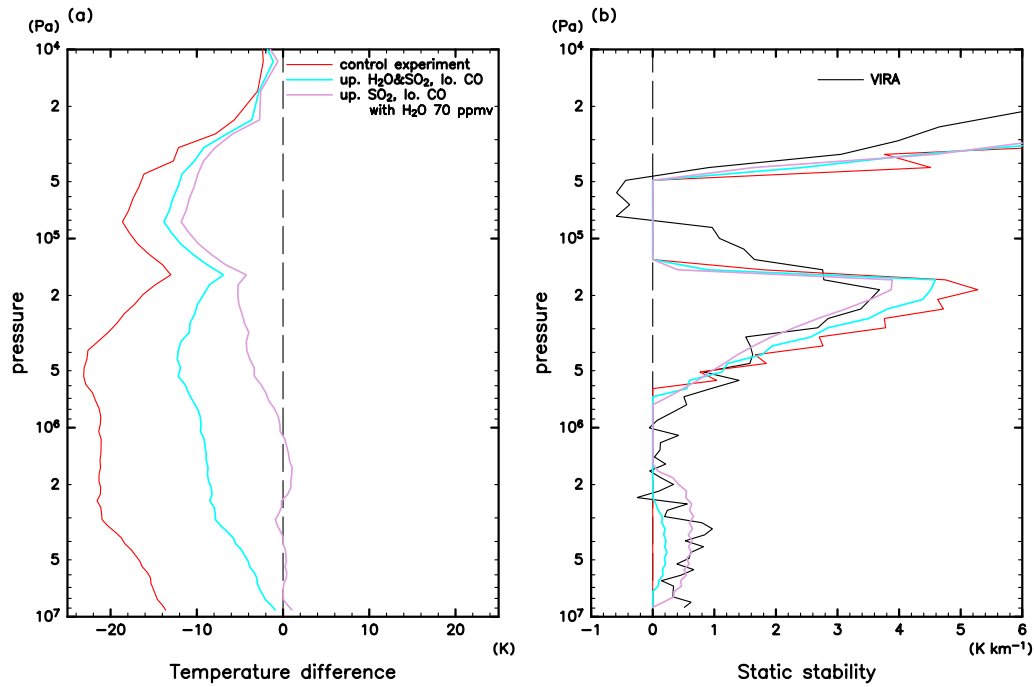 (a)
(Pa)
10⁴
2
5
10⁵
2
5
10⁶
2
5
10⁷
pressure
control experiment
up. H₂O&SO₂, lo. CO
up. SO₂, lo. CO
with H₂O 70 ppmv
−20 −10 0 10 20
(K)
Temperature difference
(b)
(Pa)
10⁴
2
5
10⁵
2
5
10⁶
2
5
10⁷
pressure
VIRA
−1 0 1 2 3 4 5 6
(K km⁻¹)
Static stability